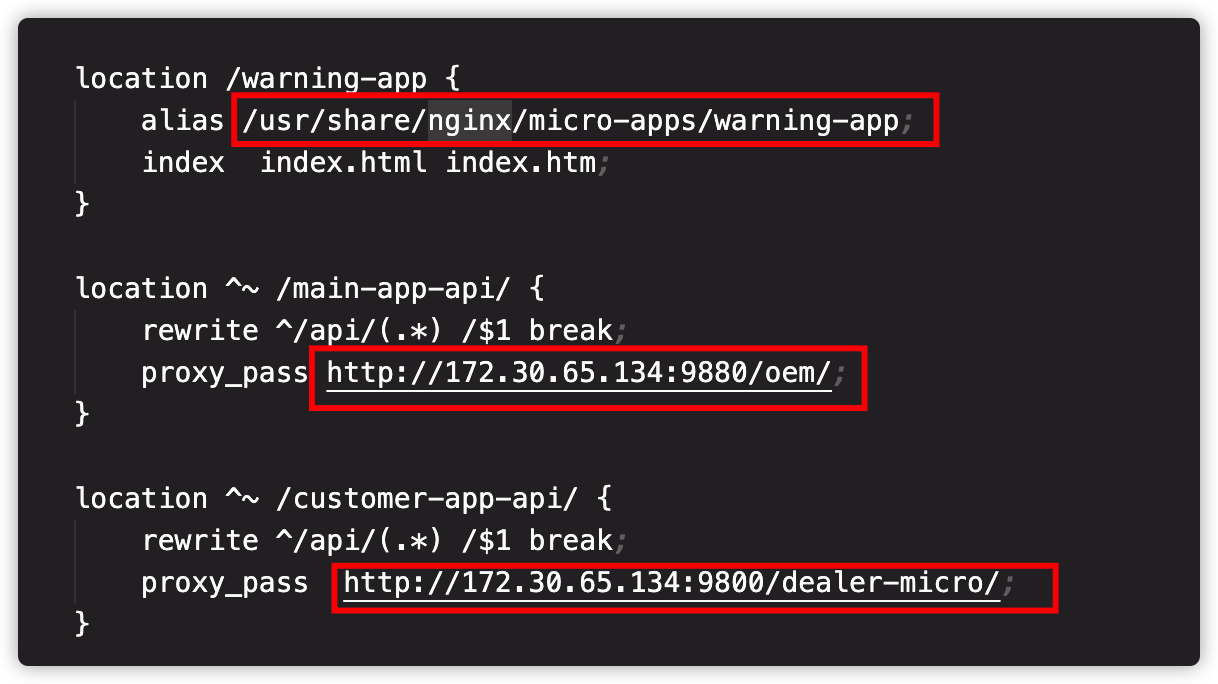 location /warning-app {
alias /usr/share/nginx/micro-apps/warning-app;
index  index.html index.htm;
}
location ^~ /main-app-api/ {
rewrite ^/api/(.*) /$1 break;
proxy_pass http://172.30.65.134:9880/oem/;
}
location ^~ /customer-app-api/ {
rewrite ^/api/(.*) /$1 break;
proxy_pass  http://172.30.65.134:9800/dealer-micro/;
}